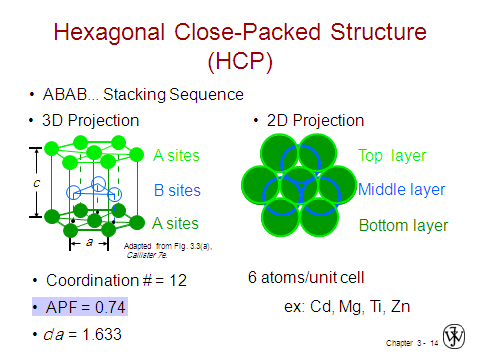 Hexagonal Close-Packed Structure
(HCP)
• ABAB... Stacking Sequence
• 3D Projection
• 2D Projection
A sites
B sites
A sites
c
a
Adapted from Fig. 3.3(a),
Callister 7e.
Top layer
Middle layer
Bottom layer
• Coordination # = 12
• APF = 0.74
• c/a = 1.633
6 atoms/unit cell
ex: Cd, Mg, Ti, Zn
Chapter 3 - 14